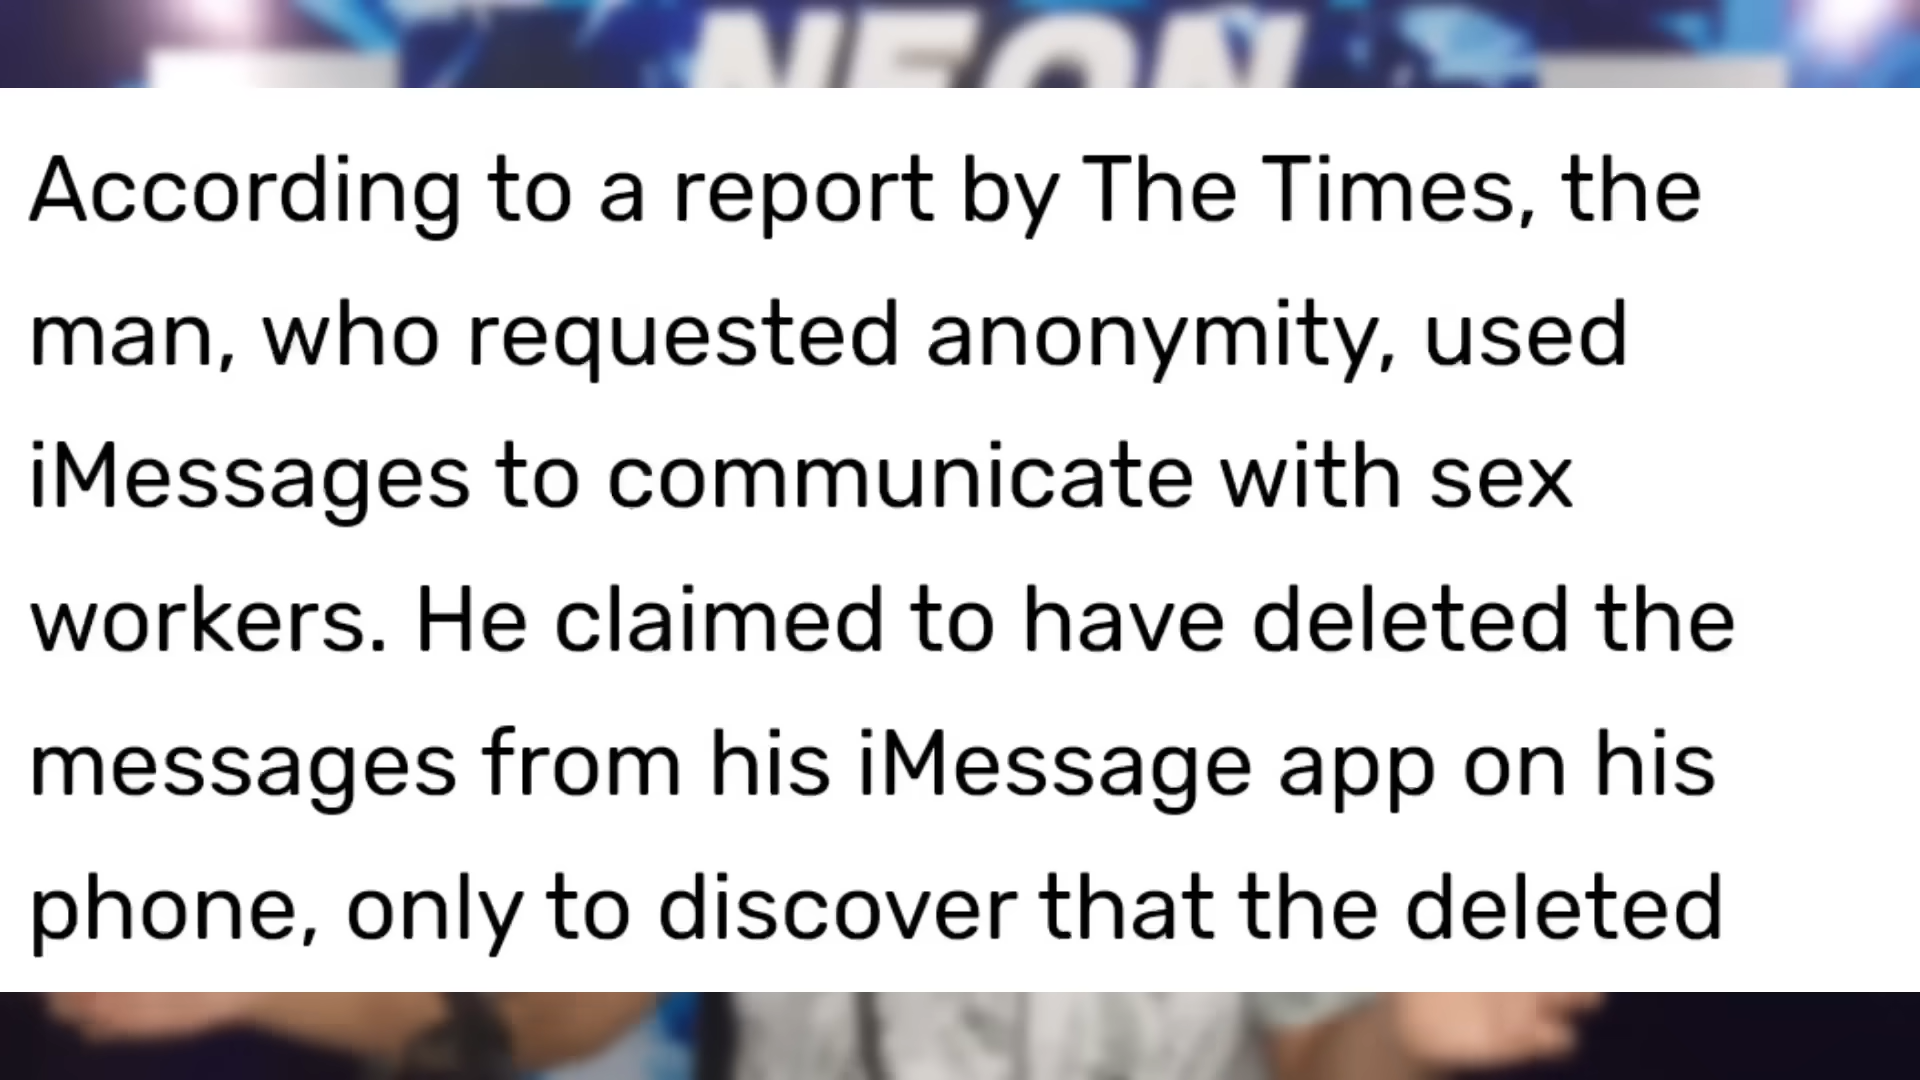 NEON
According to a report by The Times, the
man, who requested anonymity, used
iMessages to communicate with sex
workers. He claimed to have deleted the
messages from his iMessage app on his
phone, only to discover that the deleted